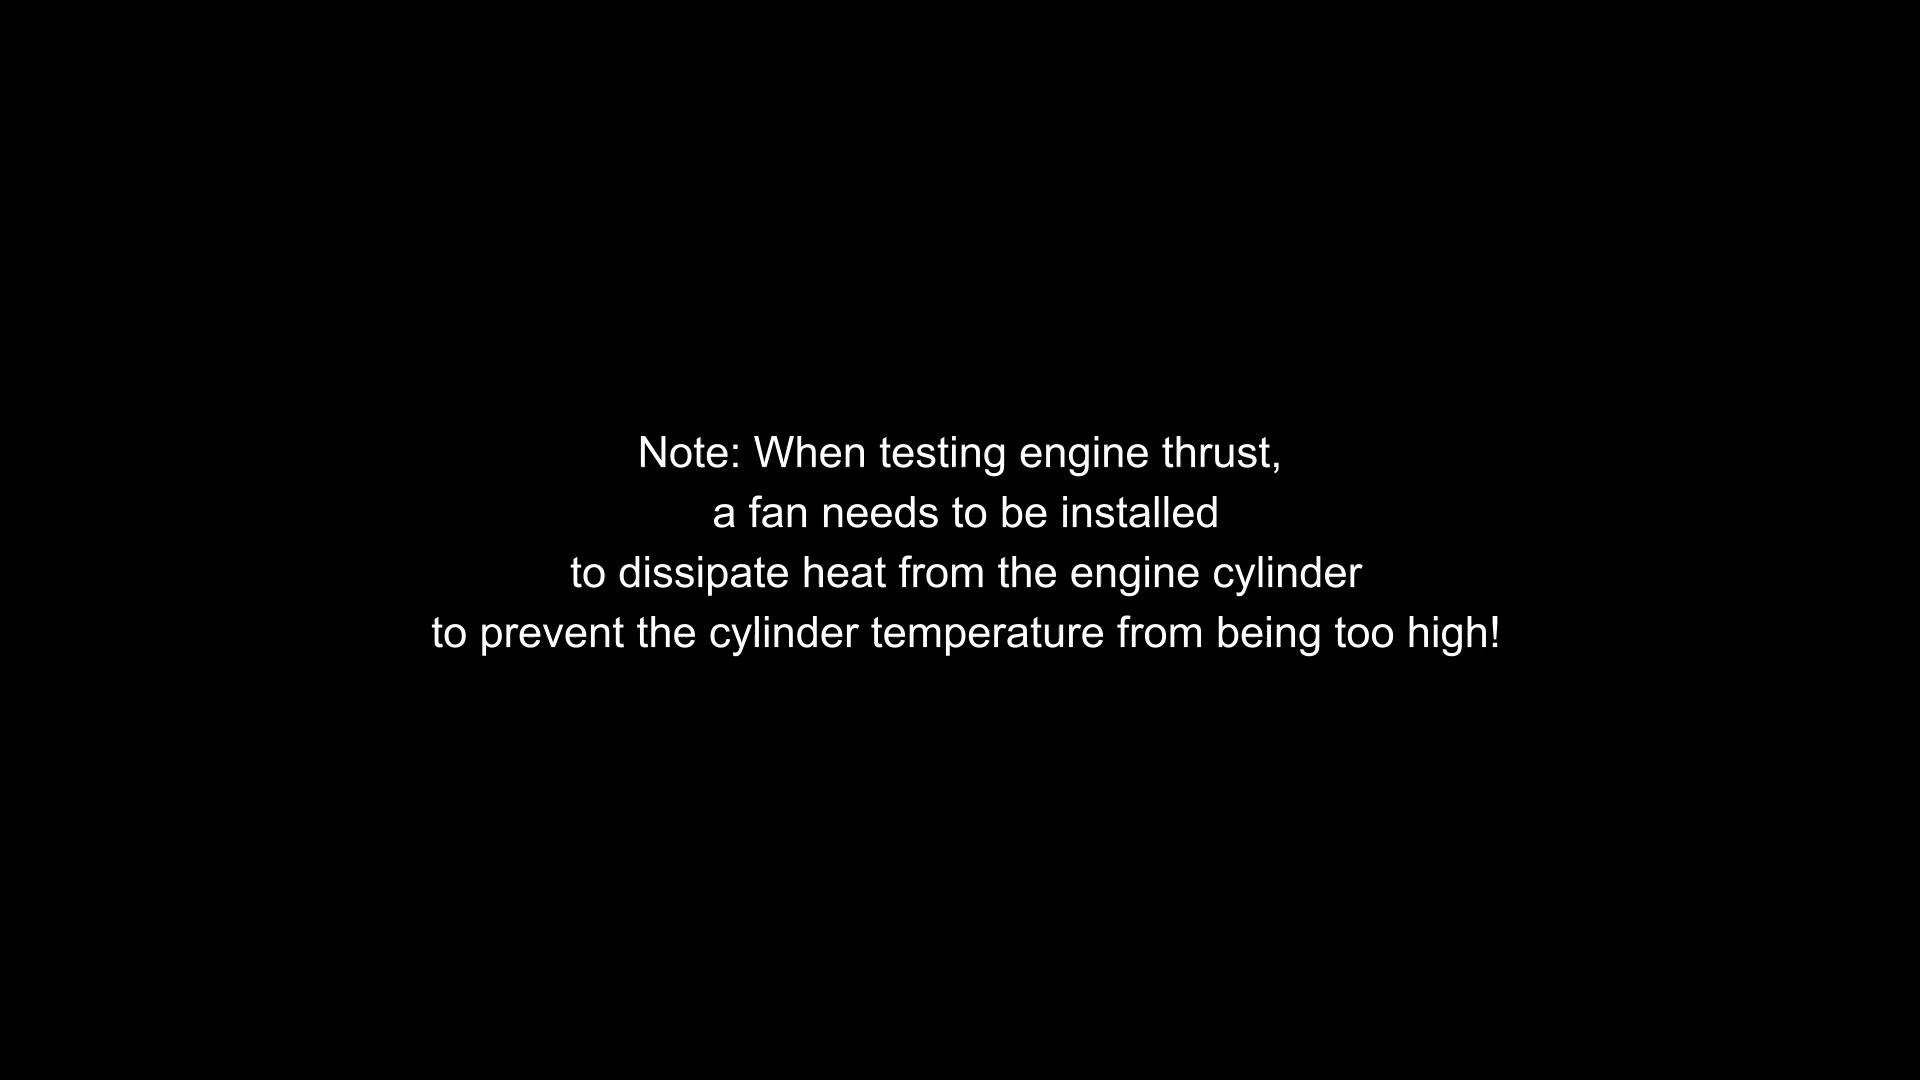 Note: When testing engine thrust,
a fan needs to be installed
to dissipate heat from the engine cylinder
to prevent the cylinder temperature from being too high!